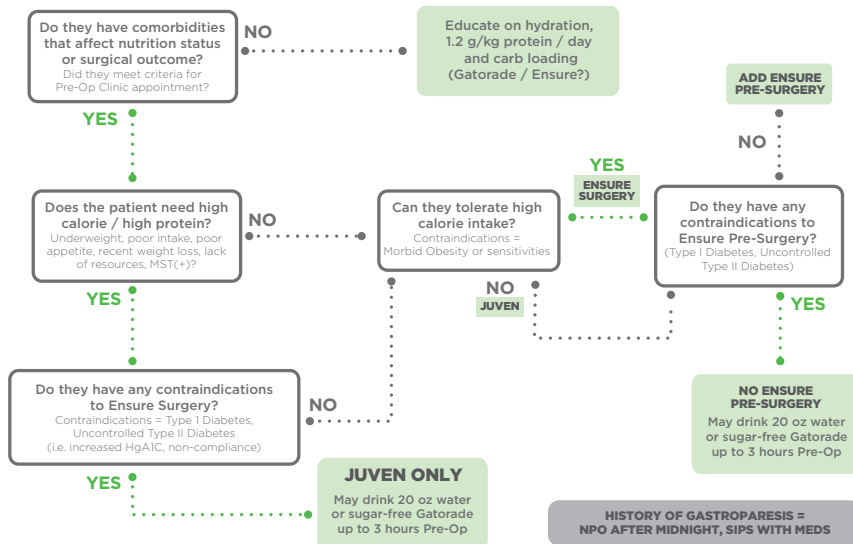 Do they have comorbidities
that affect nutrition status
or surgical outcome?
Did they meet criteria for
Pre-Op Clinic appointment?
NO
Educate on hydration,
1.2 g/kg protein / day
and carb loading
(Gatorade / Ensure?)
ADD ENSURE
PRE-SURGERY
YES
NO
Does the patient need high
calorie / high protein?
Underweight, poor intake, poor
appetite, recent weight loss, lack
of resources, MST(+)?
NO
Can they tolerate high
calorie intake?
Contraindications =
Morbid Obesity or sensitivities
YES
ENSURE
SURGERY
Do they have any
contraindications to
Ensure Pre-Surgery?
(Type I Diabetes, Uncontrolled
Type II Diabetes)
YES
NO
JUVEN
YES
Do they have any contraindications
to Ensure Surgery?
Contraindications = Type 1 Diabetes,
Uncontrolled Type II Diabetes
(i.e. increased HgA1C, non-compliance)
NO
NO ENSURE
PRE-SURGERY
May drink 20 oz water
or sugar-free Gatorade
up to 3 hours Pre-Op
YES
JUVEN ONLY
May drink 20 oz water
or sugar-free Gatorade
up to 3 hours Pre-Op
HISTORY OF GASTROPARESIS =
NPO AFTER MIDNIGHT, SIPS WITH MEDS